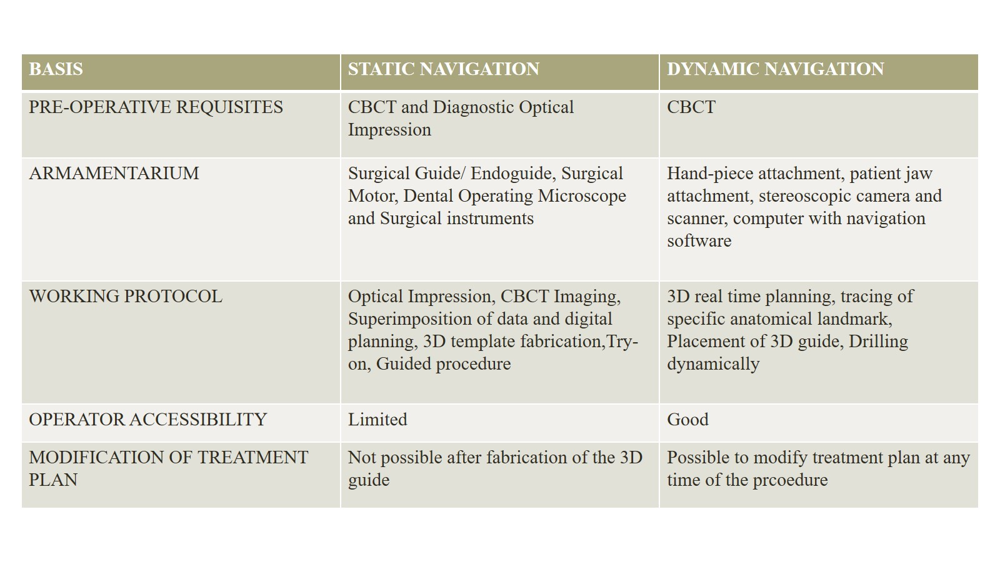 BASIS
STATIC NAVIGATION
DYNAMIC NAVIGATION
PRE-OPERATIVE REQUISITES
CBCT and Diagnostic Optical
Impression
CBCT
ARMAMENTARIUM
Surgical Guide/ Endoguide, Surgical
Motor, Dental Operating Microscope
and Surgical instruments
Hand-piece attachment, patient jaw
attachment, stereoscopic camera and
scanner, computer with navigation
software
WORKING PROTOCOL
Optical Impression, CBCT Imaging,
Superimposition of data and digital
planning, 3D template fabrication,Try-
on, Guided procedure
3D real time planning, tracing of
specific anatomical landmark,
Placement of 3D guide, Drilling
dynamically
OPERATOR ACCESSIBILITY
Limited
Good
MODIFICATION OF TREATMENT
PLAN
Not possible after fabrication of the 3D
guide
Possible to modify treatment plan at any
time of the prcoedure